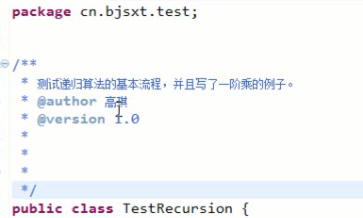 package cn.bjsxt.test;
/**
 * 测试递归算法的基本流程，并且写了一阶乘的例子。
 * @author 高琪
 * @version 1.0
 *
 *
 *
 */
public class TestRecursion {